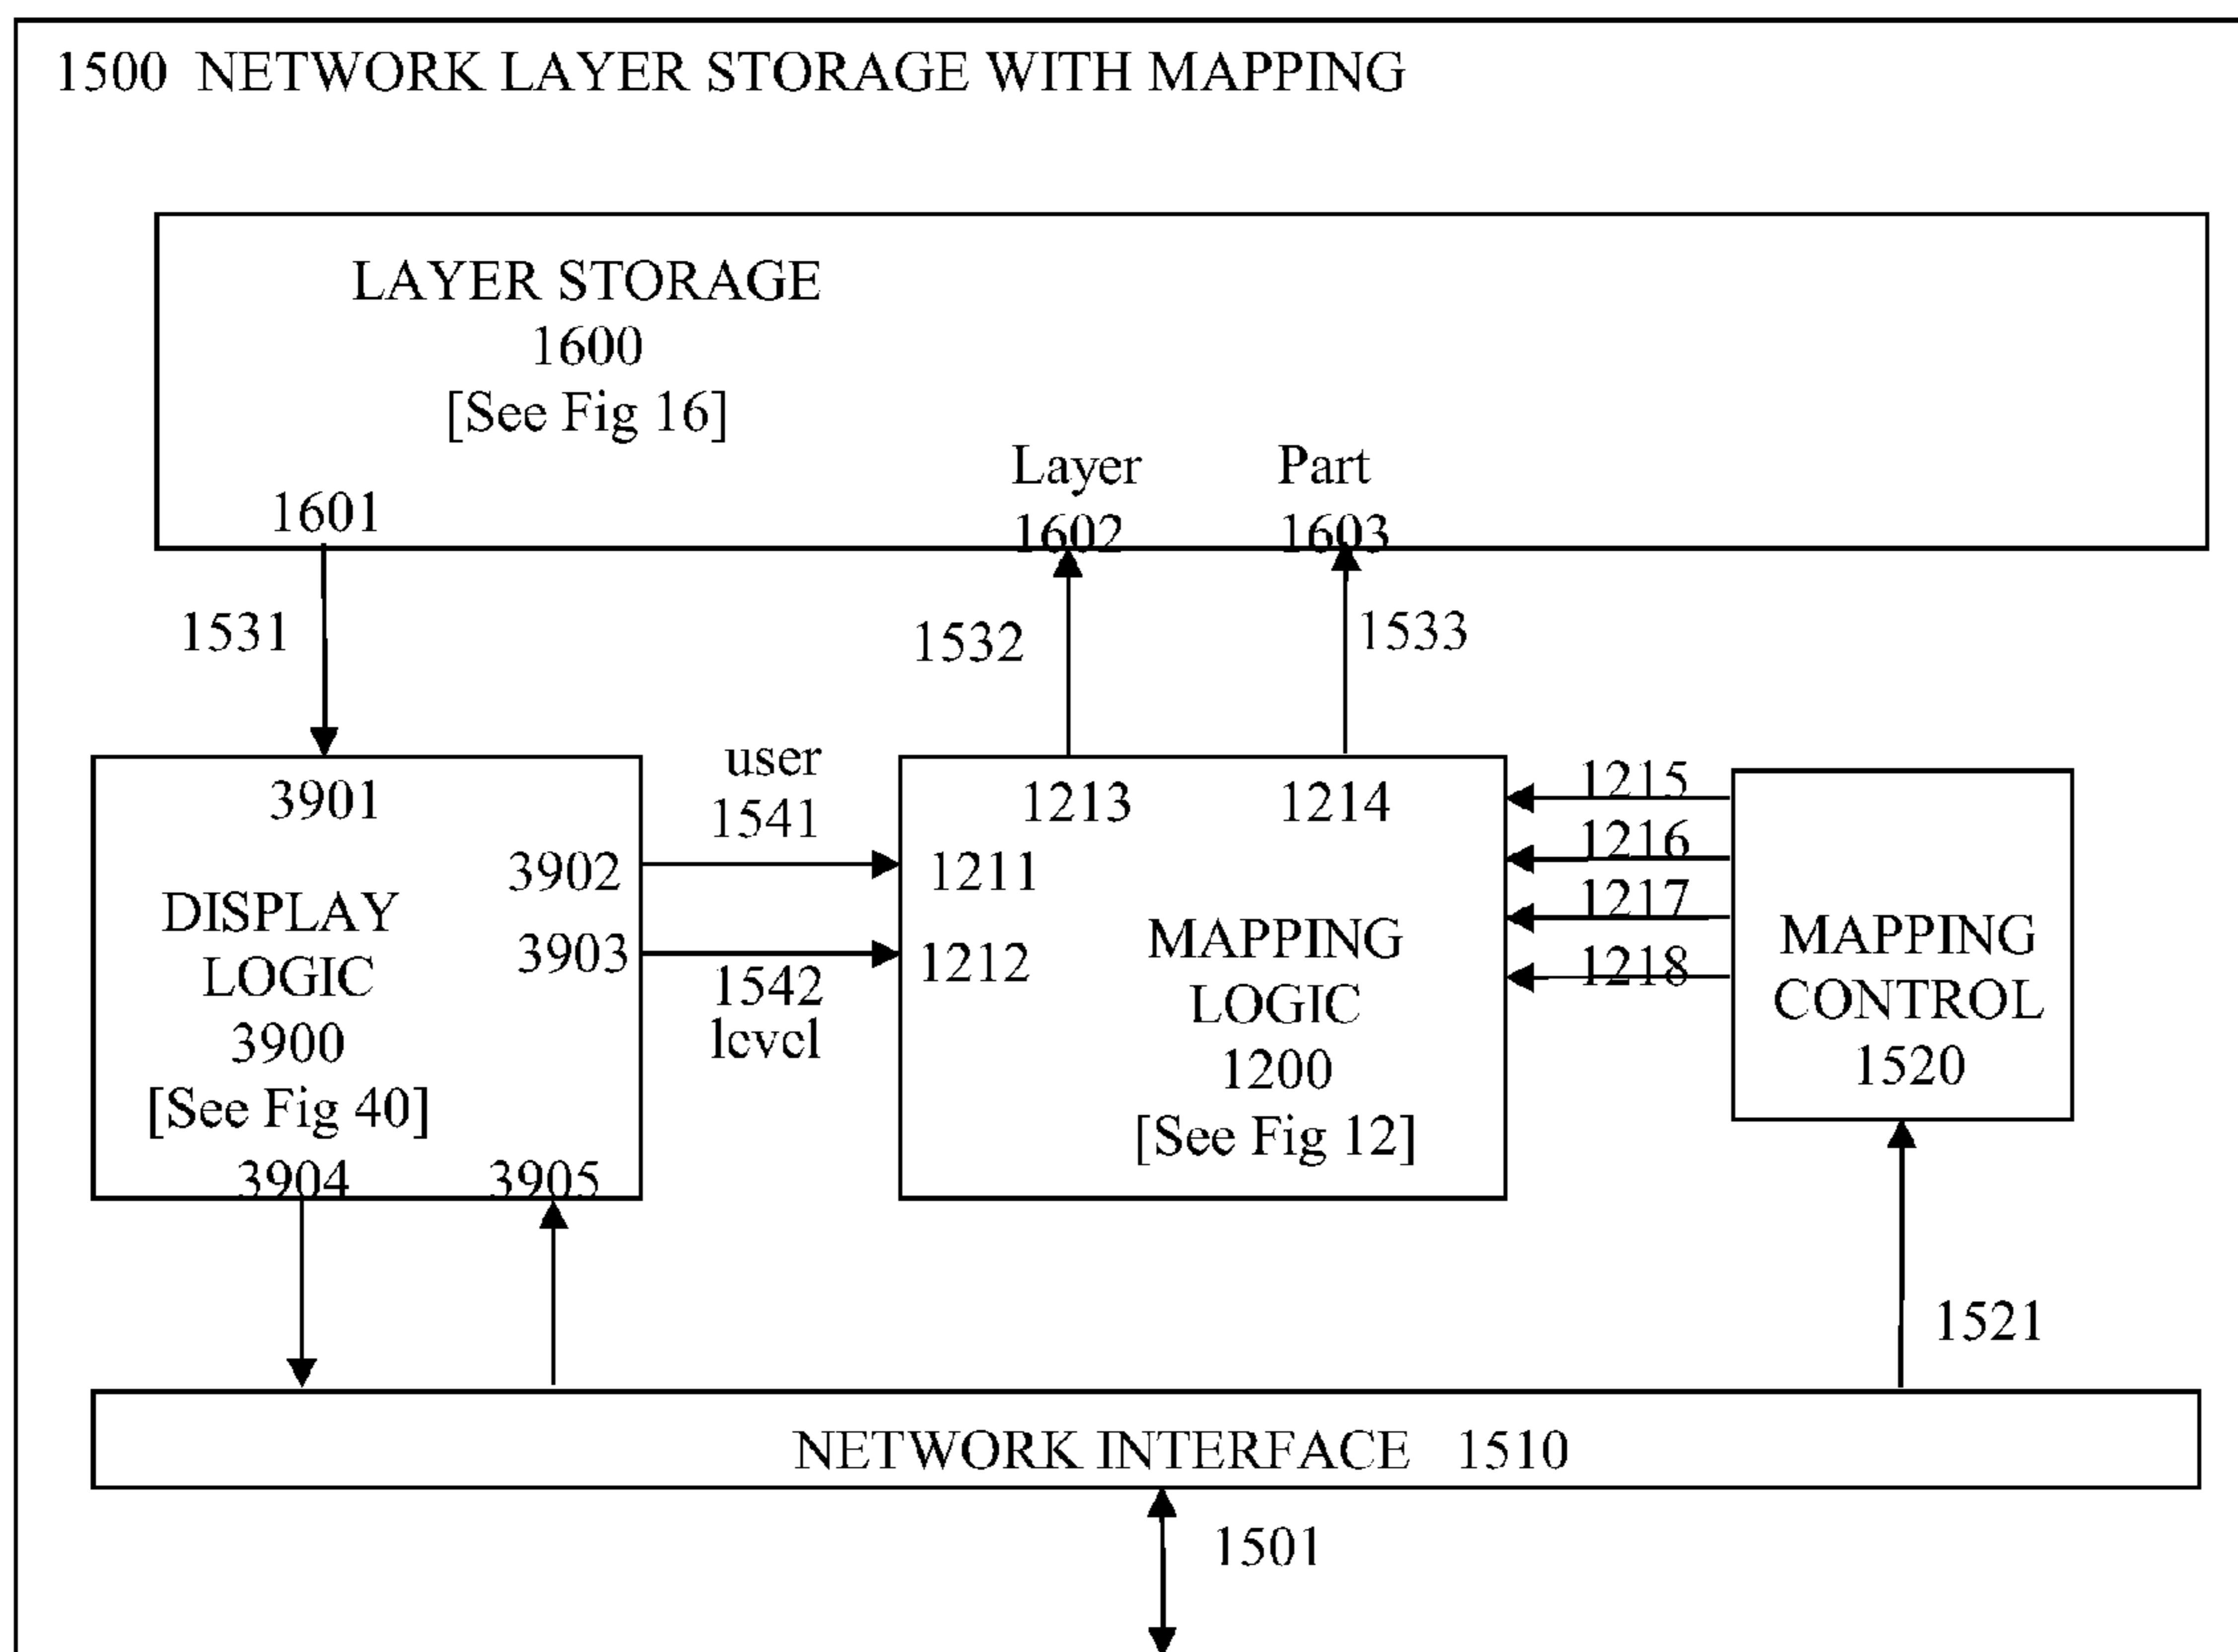 1500 NETWORK LAYER STORAGE WITH MAPPING
LAYER STORAGE
1600
[See Fig 16]
Layer
Part
1601
1602
1603
1531
1532
1533
user
1541
3901
3902
3903
DISPLAY
LOGIC
3900
[See Fig 40]
3904
3905
1542
level
1213
1214
1211
1212
MAPPING
LOGIC
1200
[See Fig 12]
1215
1216
1217
1218
MAPPING
CONTROL
1520
1521
NETWORK INTERFACE 1510
1501